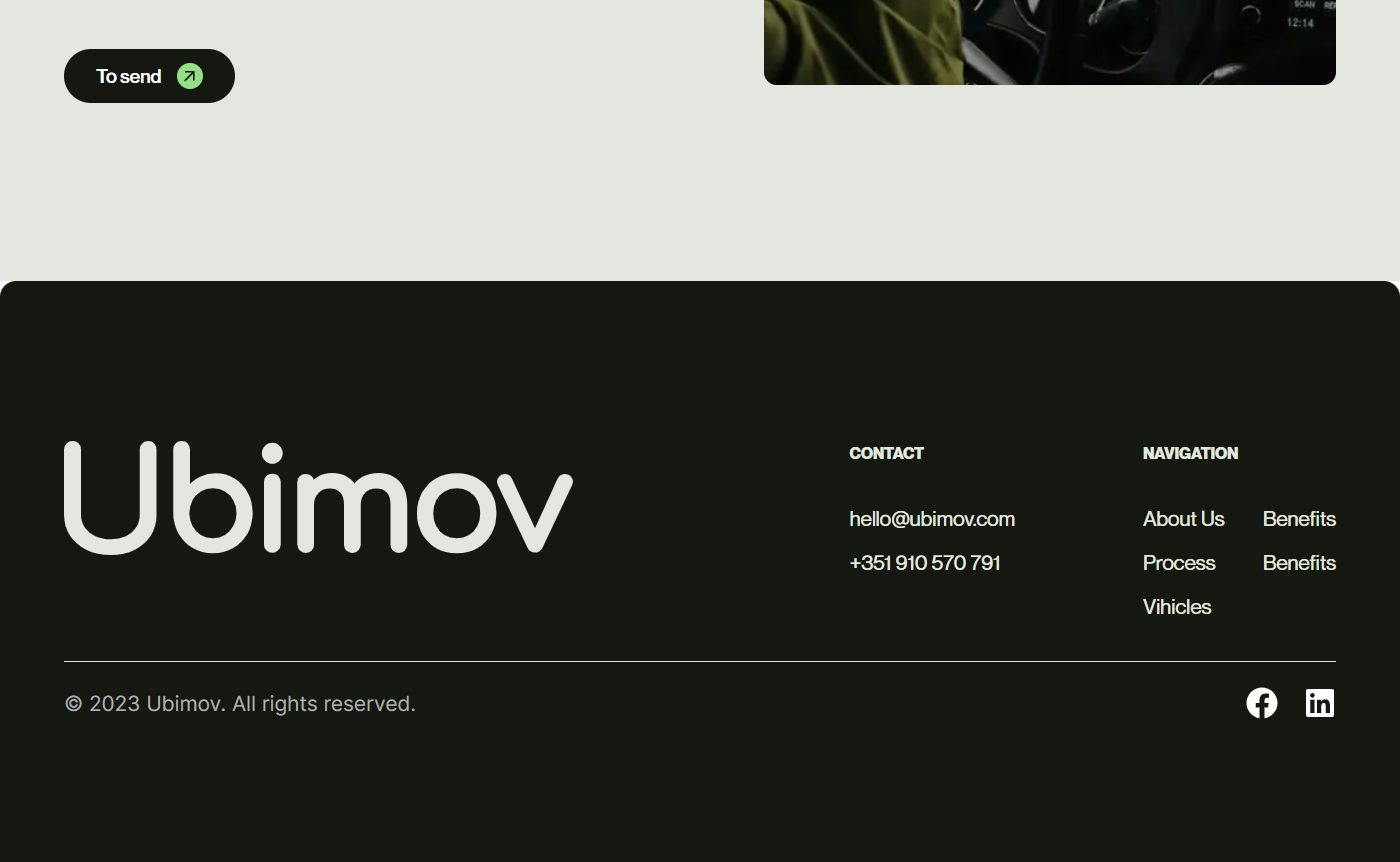 SCAN
12:14
To send
Ubimov
CONTACT
NAVIGATION
hello@ubimov.com
About Us
Benefits
+351 910 570 791
Process
Benefits
Vihicles
© 2023 Ubimov. All rights reserved.